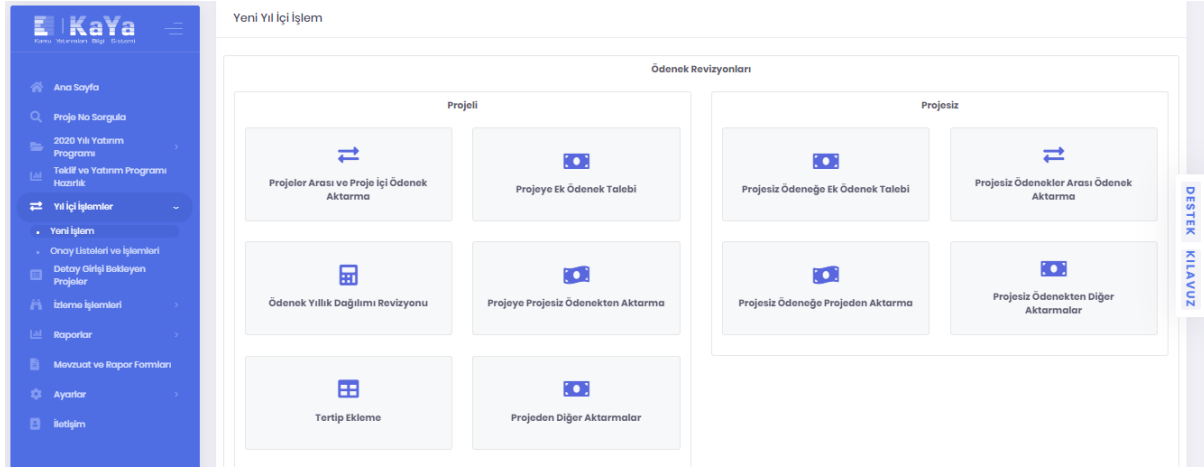 KaYa
Kamu Yatırımları Bilgi Sistemi
Ana Sayfa
Proje No Sorgula
2020 Yılı Yatırım
Programı
Teklif ve Yatırım Programı
Hazırlık
Yıl İçi İşlemler
Yeni İşlem
Onay Listeleri ve İşlemleri
Detay Girişi Bekleyen
Projeler
İzleme İşlemleri
Raporlar
Mevzuat ve Rapor Formları
Ayarlar
İletişim
Yeni Yıl İçi İşlem
Ödenek Revizyonları
Projeli
Projeler Arası ve Proje İçi Ödenek
Aktarma
Projeye Ek Ödenek Talebi
Ödenek Yıllık Dağılımı Revizyonu
Projeye Projesiz Ödenekten Aktarma
Tertip Ekleme
Projeden Diğer Aktarmalar
Projesiz
Projesiz Ödeneğe Ek Ödenek Talebi
Projesiz Ödenekler Arası Ödenek
Aktarma
Projesiz Ödeneğe Projeden Aktarma
Projesiz Ödenekten Diğer
Aktarmalar
DESTEK
KILAVUZ